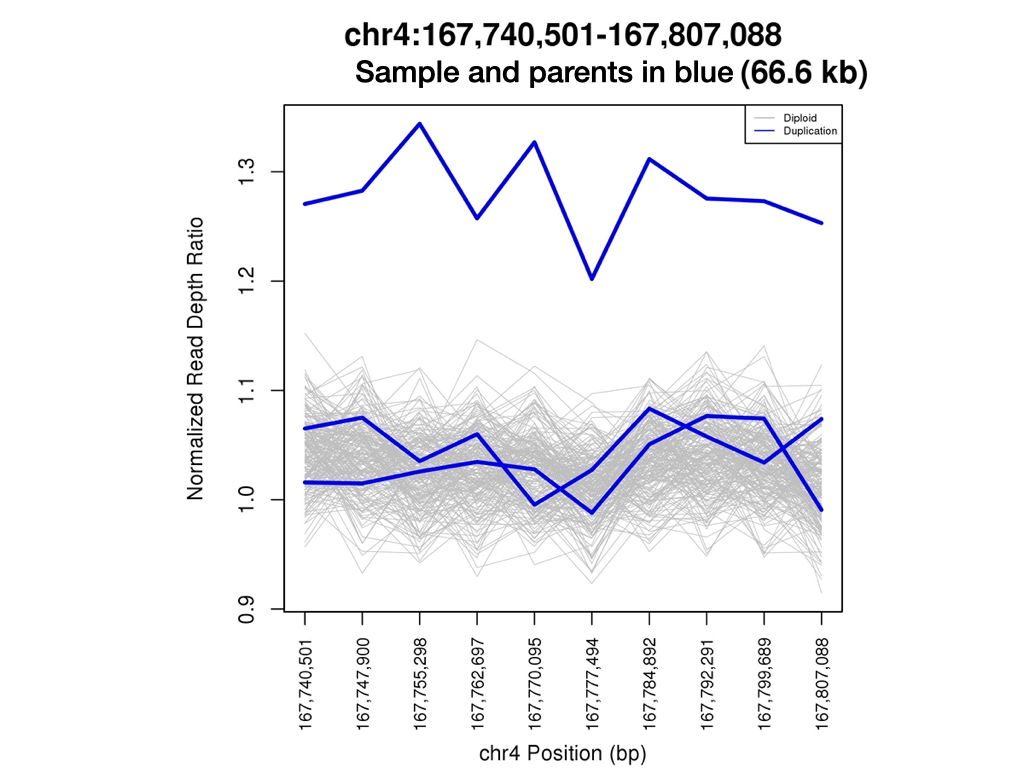 chr4:167,740,501-167,807,088
Sample and parents in blue (66.6 kb)
Diploid
Duplication
Normalized Read Depth Ratio
1.3
1.2
1.1
1.0
0.9
167,740,501
167,747,900
167,755,298
167,762,697
167,770,095
167,777,494
167,784,892
167,792,291
167,799,689
167,807,088
chr4 Position (bp)